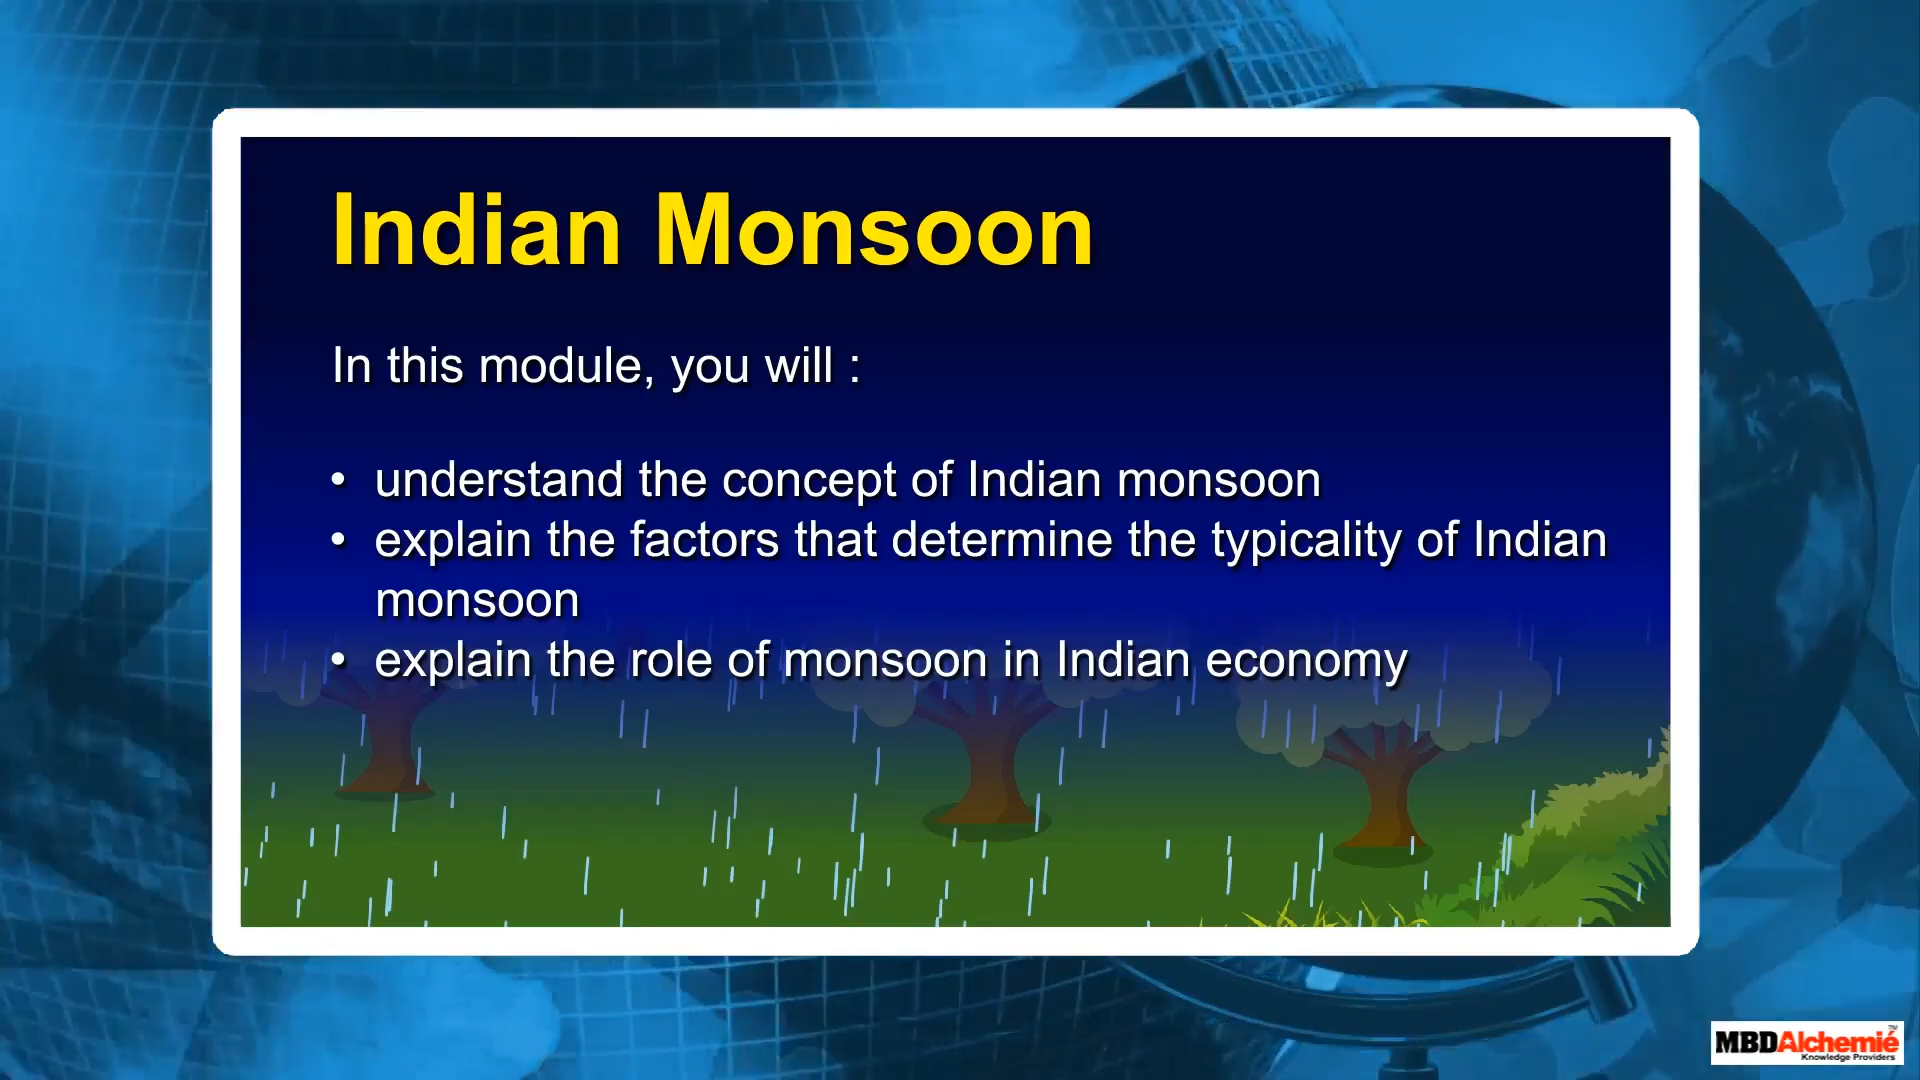 Indian Monsoon
In this module, you will :
• understand the concept of Indian monsoon
• explain the factors that determine the typicality of Indian
monsoon
• explain the role of monsoon in Indian economy
MBDAlchemié™
Knowledge Providers